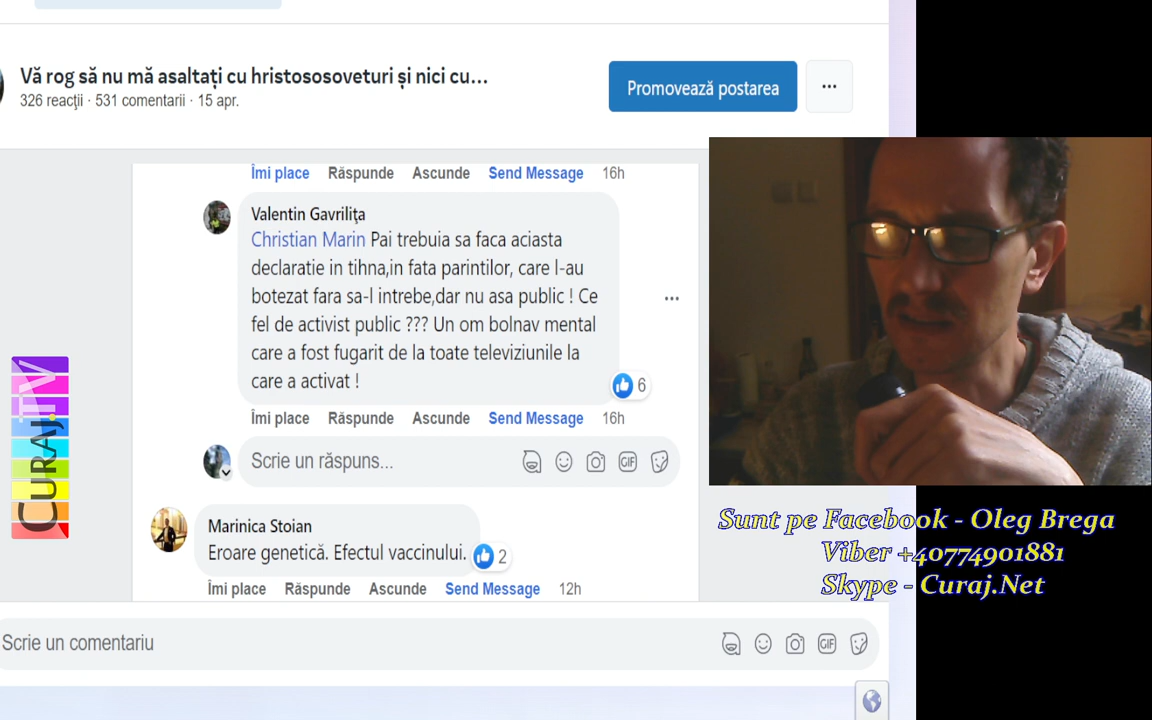 Vă rog să nu mă asaltați cu hristososoveturi și nici cu...
326 reacții · 531 comentarii · 15 apr.
Promovează postarea
Îmi place Răspunde Ascunde Send Message 16h
Valentin Gavrilița
Christian Marin Pai trebuia sa faca aciasta
declaratie in tihna,in fata parintilor, care l-au
botezat fara sa-l intrebe,dar nu asa public ! Ce
fel de activist public ??? Un om bolnav mental
care a fost fugarit de la toate televiziunile la
care a activat !
6
Îmi place Răspunde Ascunde Send Message 16h
Scrie un răspuns...
GIF
Marinica Stoian
Eroare genetică. Efectul vaccinului.
2
Îmi place Răspunde Ascunde Send Message 12h
Scrie un comentariu
GIF
CURAJ.TV
Sunt pe Facebook - Oleg Brega
Viber +40774901881
Skype - Curaj.Net